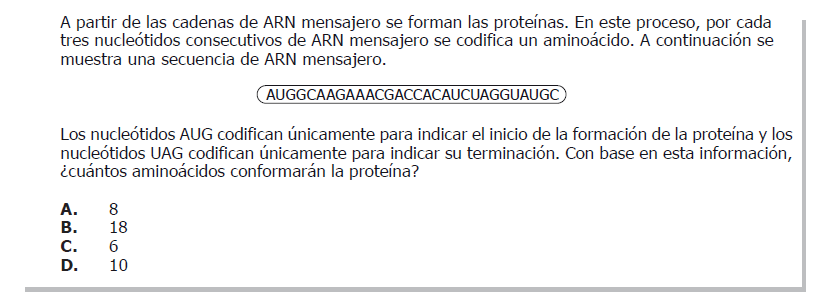 A partir de las cadenas de ARN mensajero se forman las proteínas. En este proceso, por cada
tres nucleótidos consecutivos de ARN mensajero se codifica un aminoácido. A continuación se
muestra una secuencia de ARN mensajero.
AUGGCAAGAAACGACCACAUCUAGGUAUGC
Los nucleótidos AUG codifican únicamente para indicar el inicio de la formación de la proteína y los
nucleótidos UAG codifican únicamente para indicar su terminación. Con base en esta información,
¿cuántos aminoácidos conformarán la proteína?
A. 8
B. 18
C. 6
D. 10